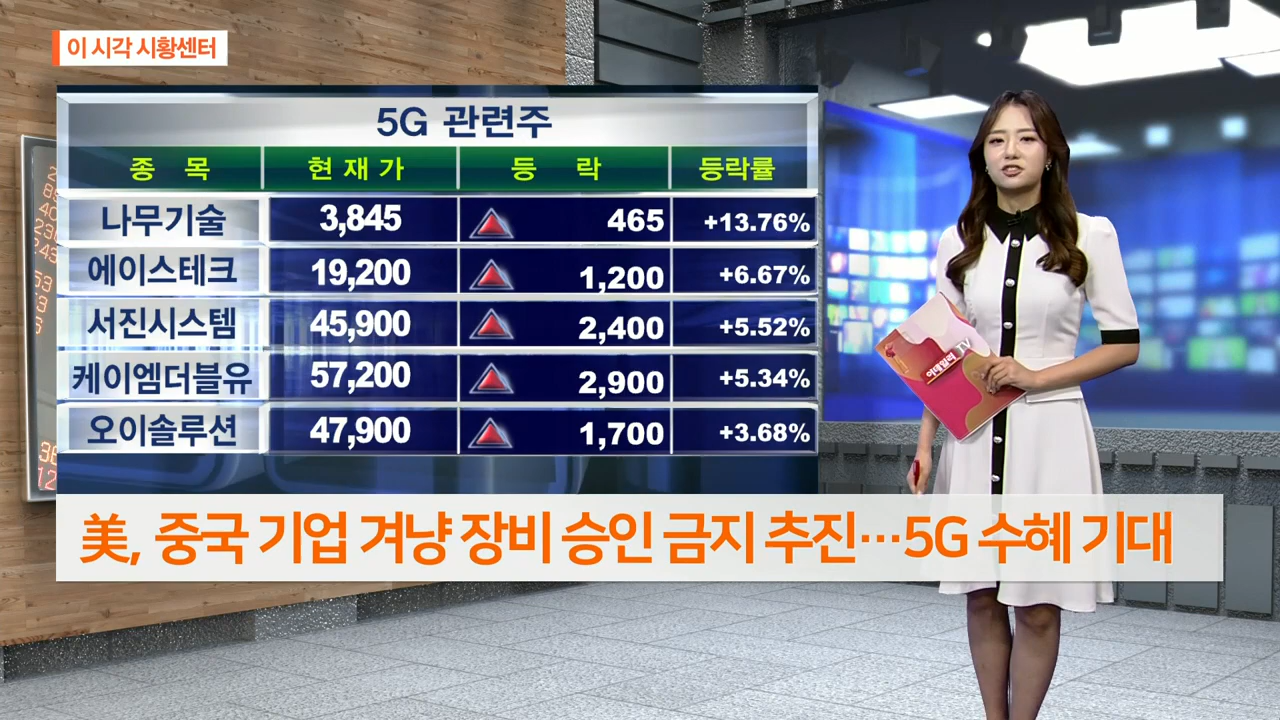 이 시각 시황센터
5G 관련주
종 목 현 재 가 등 락 등락률
나무기술 3,845 ▲ 465 +13.76%
에이스테크 19,200 ▲ 1,200 +6.67%
서진시스템 45,900 ▲ 2,400 +5.52%
케이엠더블유 57,200 ▲ 2,900 +5.34%
오이솔루션 47,900 ▲ 1,700 +3.68%
이데일리 TV
美, 중국 기업 겨냥 장비 승인 금지 추진…5G 수혜 기대